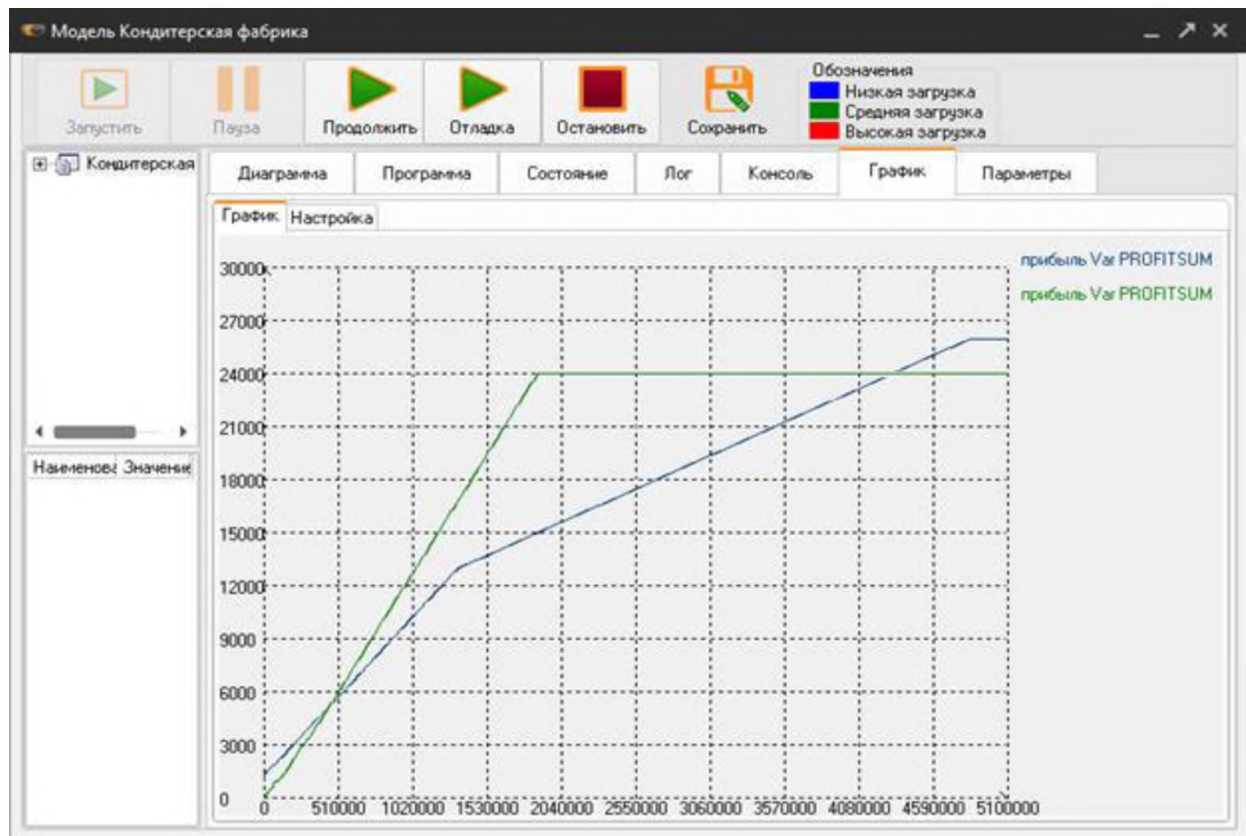 Модель Кондитерская фабрика
Запустить
Пауза
Продолжить
Отладка
Остановить
Сохранить
Обозначения
Низкая загрузка
Средняя загрузка
Высокая загрузка
Кондитерская
Диаграмма Программа Состояние Лог Консоль График Параметры
График Настройка
Наименова Значение
прибыль Var PROFITSUM
прибыль Var PROFITSUM
30000
27000
24000
21000
18000
15000
12000
9000
6000
3000
0
0 510000 1020000 1530000 2040000 2550000 3060000 3570000 4080000 4590000 5100000